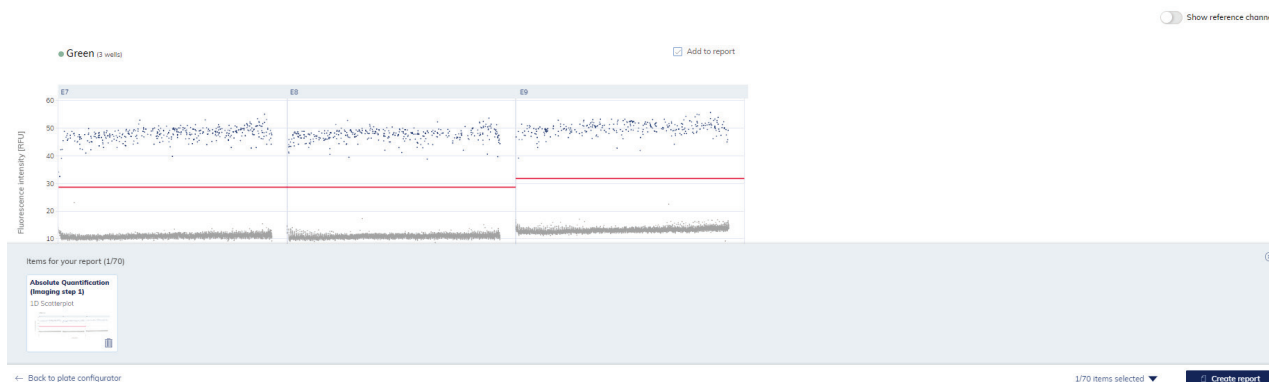 Show reference chann
Green (3 wells)
Add to report
E7 E8 E9
60
50
40
30
20
10
Fluorescence intensity [RFU]
Items for your report (1/70)
Absolute Quantification
(Imaging step 1)
1D Scatterplot
← Back to plate configurator
1/70 items selected
Create report